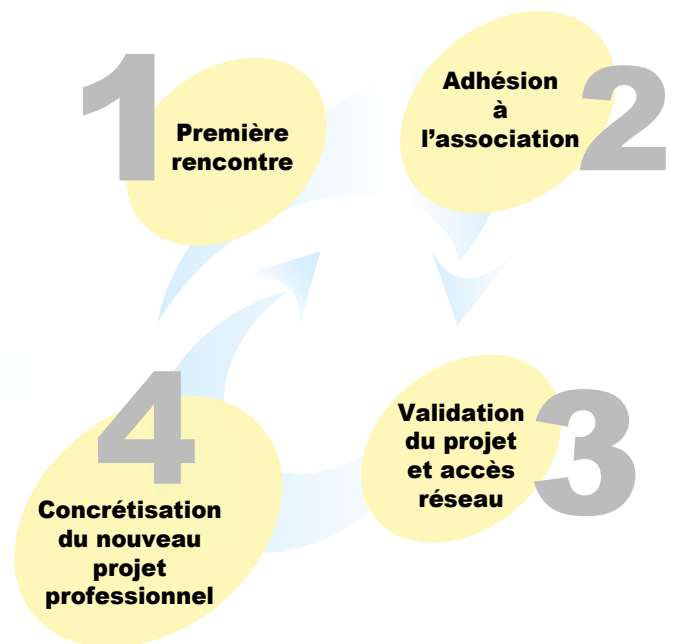 1
Première
rencontre
2
Adhésion
à
l’association
3
Validation
du projet
et accès
réseau
4
Concrétisation
du nouveau
projet
professionnel